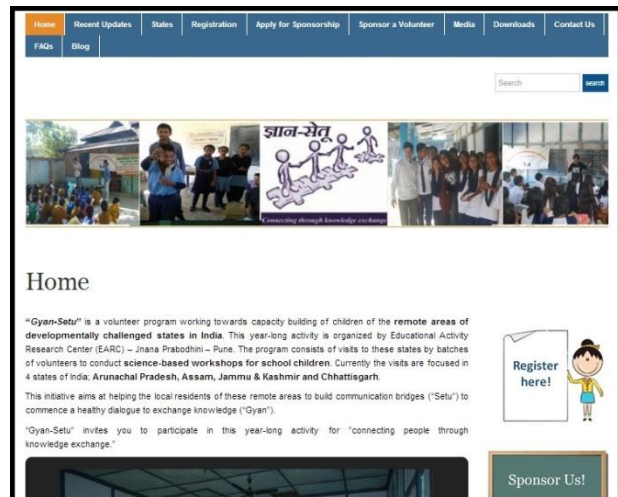 Home Recent Updates States Registration Apply for Sponsorship Sponsor a Volunteer Media Downloads Contact Us
FAQs Blog
Search search
ज्ञान-सेतू
Connecting through knowledge exchange
Home
"Gyan-Setu" is a volunteer program working towards capacity building of children of the remote areas of
developmentally challenged states in India. This year-long activity is organized by Educational Activity
Research Center (EARC) – Jnana Prabodhini – Pune. The program consists of visits to these states by batches
of volunteers to conduct science-based workshops for school children. Currently the visits are focused in
4 states of India; Arunachal Pradesh, Assam, Jammu & Kashmir and Chhattisgarh.
This initiative aims at helping the local residents of these remote areas to build communication bridges ("Setu") to
commence a healthy dialogue to exchange knowledge ("Gyan").
"Gyan-Setu" invites you to participate in this year-long activity for "connecting people through
knowledge exchange."
Register
here!
Sponsor Us!